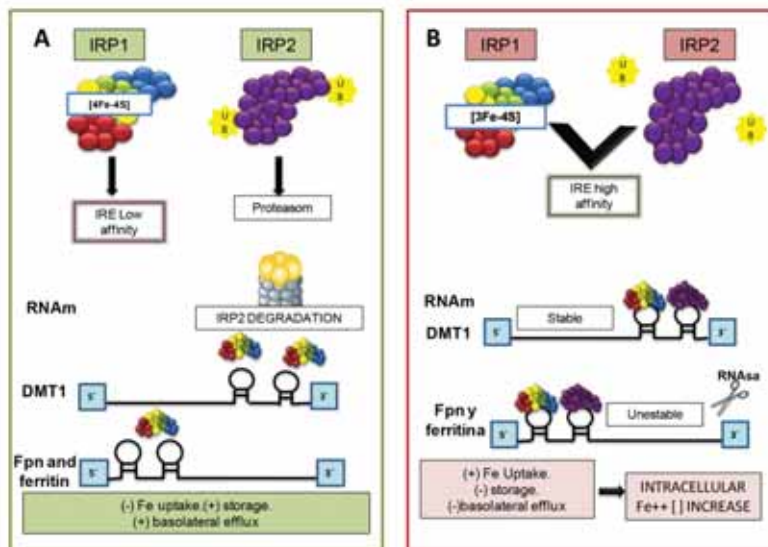 A
IRP1
IRP2
[4Fe-4S]
U
B
U
B
IRE Low
affinity
Proteasom
RNAm
IRP2 DEGRADATION
DMT1
5´
3´
Fpn and
ferritin
5´
3´
(-) Fe uptake.(+) storage.
(+) basolateral efflux
B
IRP1
IRP2
U
B
[3Fe-4S]
U
B
IRE high
affinity
RNAm
DMT1
Stable
5´
3´
RNAsa
Fpn y
ferritina
Unestable
5´
3´
(+) Fe Uptake.
(-) storage.
(-)basolateral efflux
INTRACELLULAR
Fe++ [ ] INCREASE